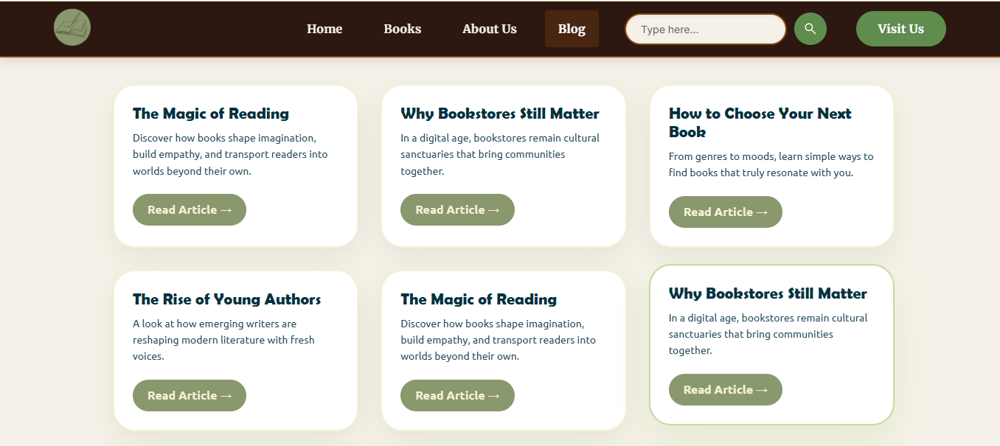 Home Books About Us Blog Type here... Visit Us
The Magic of Reading
Discover how books shape imagination,
build empathy, and transport readers into
worlds beyond their own.
Read Article →
Why Bookstores Still Matter
In a digital age, bookstores remain cultural
sanctuaries that bring communities
together.
Read Article →
How to Choose Your Next
Book
From genres to moods, learn simple ways to
find books that truly resonate with you.
Read Article →
The Rise of Young Authors
A look at how emerging writers are
reshaping modern literature with fresh
voices.
Read Article →
The Magic of Reading
Discover how books shape imagination,
build empathy, and transport readers into
worlds beyond their own.
Read Article →
Why Bookstores Still Matter
In a digital age, bookstores remain cultural
sanctuaries that bring communities
together.
Read Article →